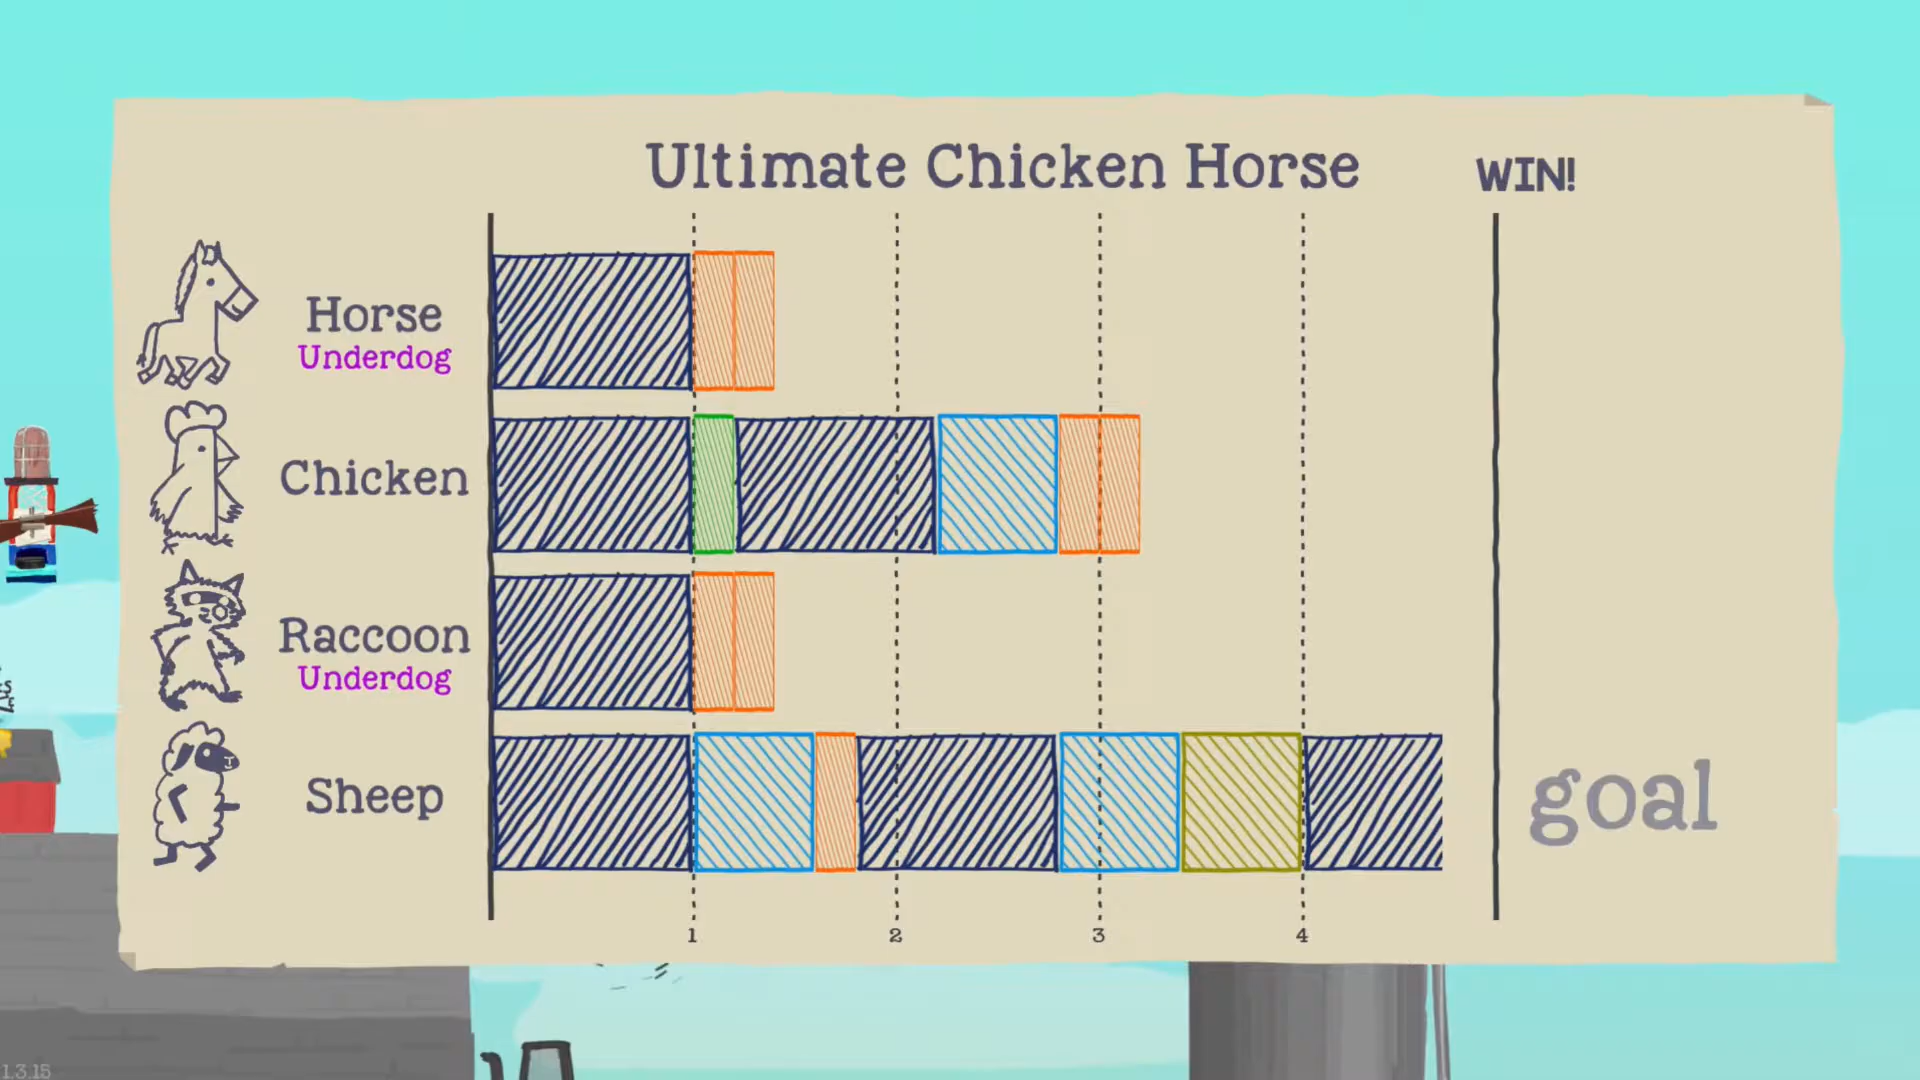 Ultimate Chicken Horse
WIN!
Horse
Underdog
Chicken
Raccoon
Underdog
Sheep
goal
1 2 3 4
1.3.15